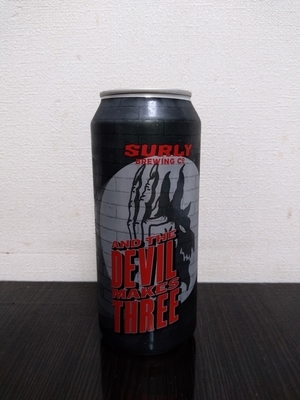 SURLY
BREWING CO.
AND THE
DEVIL
MAKES
THREE